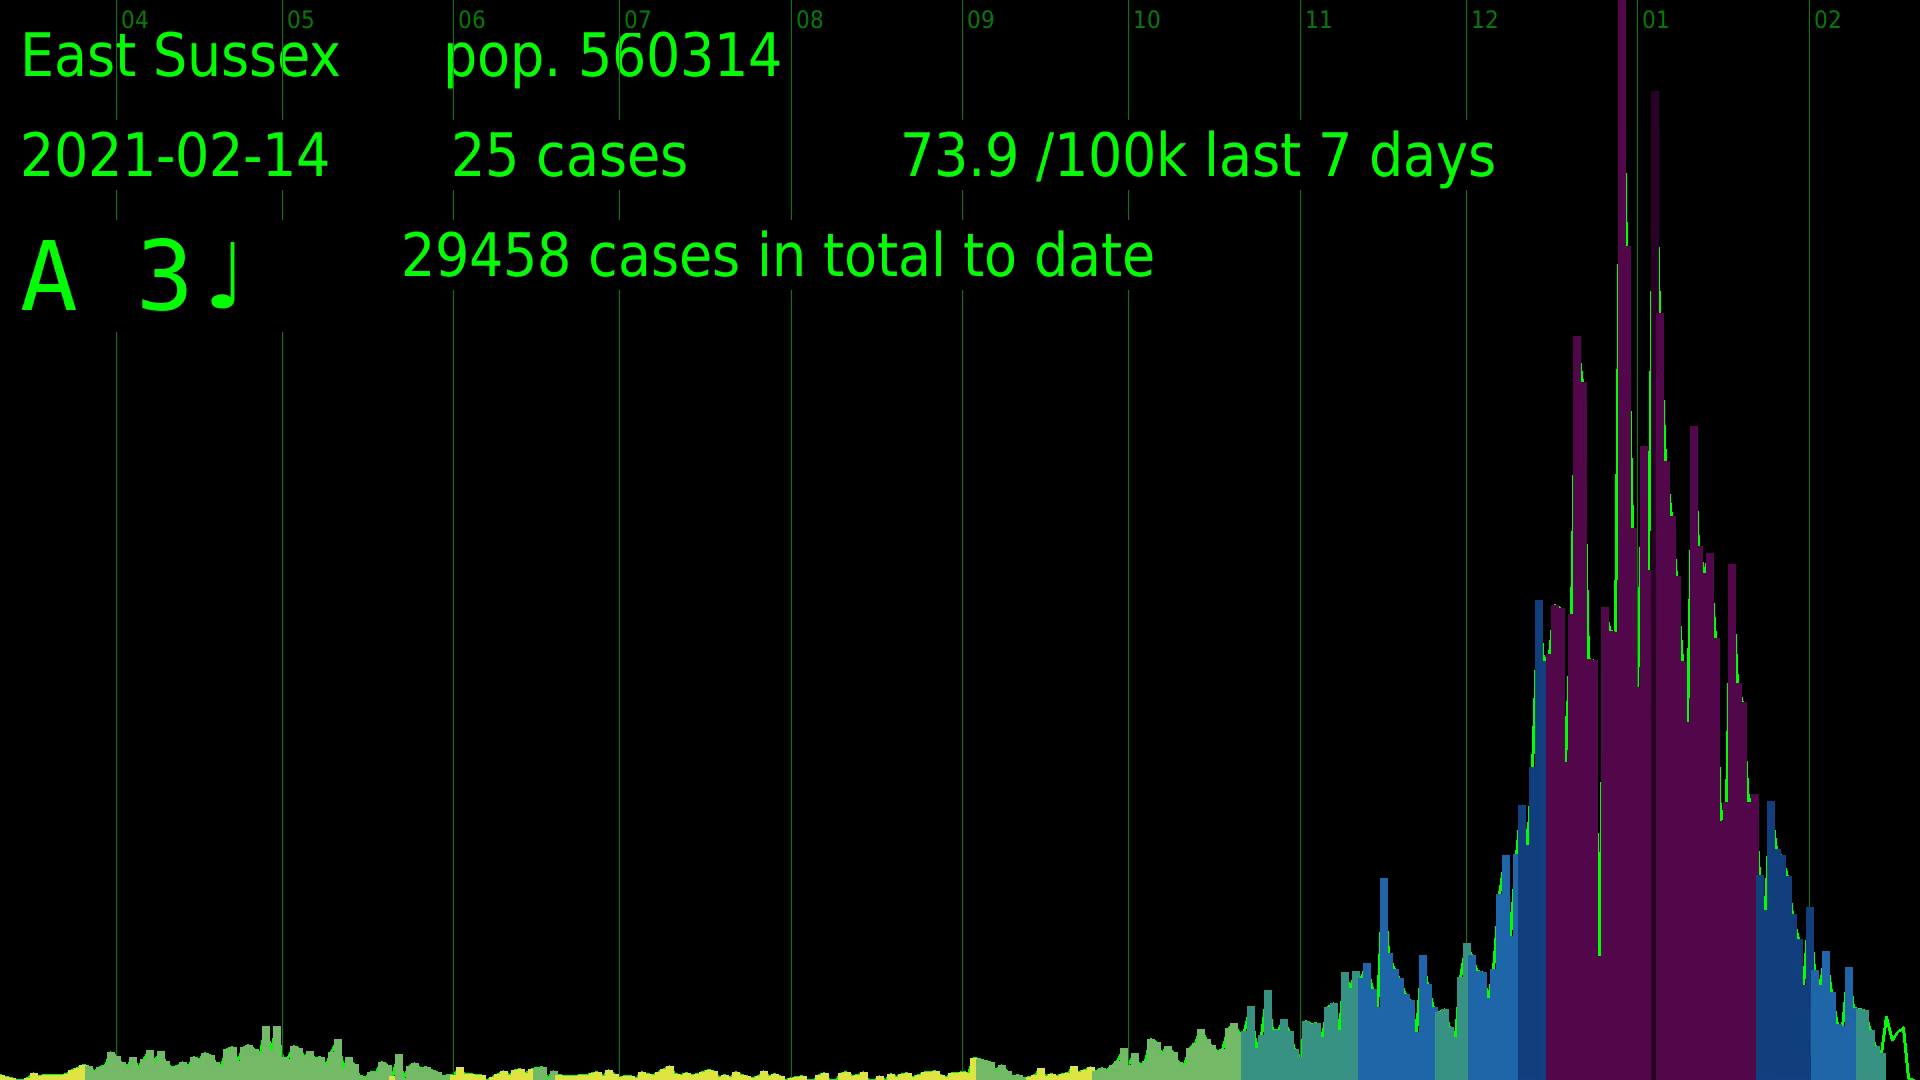 04 05 06 07 08 09 10 11 12 01 02
East Sussex pop. 560314
2021-02-14 25 cases 73.9 /100k last 7 days
A 3♩ 29458 cases in total to date